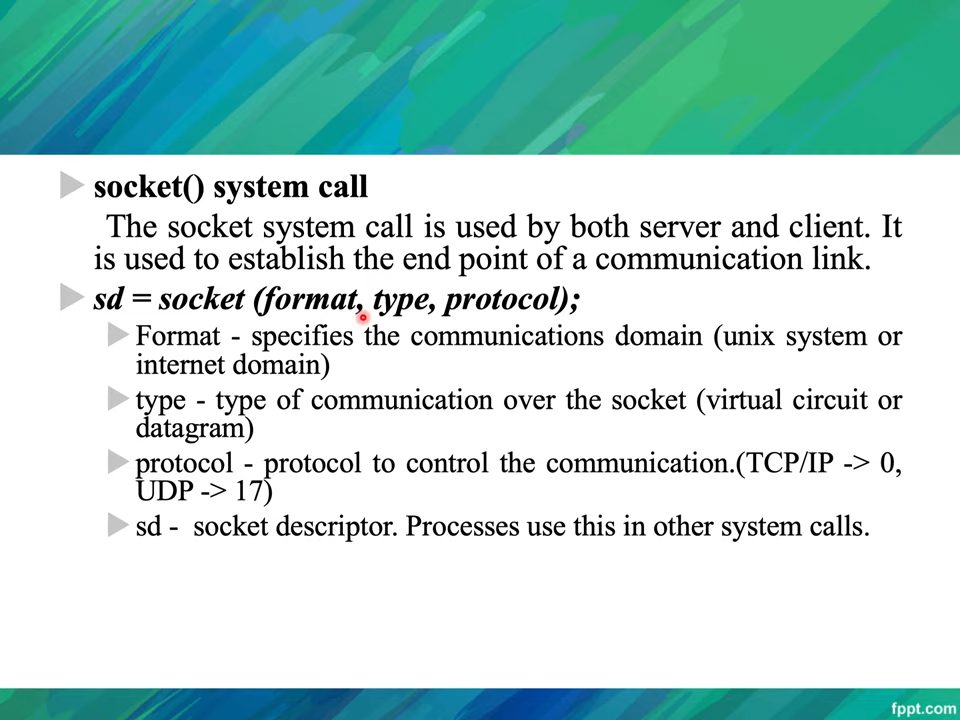 socket() system call
The socket system call is used by both server and client. It
is used to establish the end point of a communication link.
sd = socket (format, type, protocol);
Format - specifies the communications domain (unix system or
internet domain)
type - type of communication over the socket (virtual circuit or
datagram)
protocol - protocol to control the communication.(TCP/IP -> 0,
UDP -> 17)
sd - socket descriptor. Processes use this in other system calls.
fppt.com